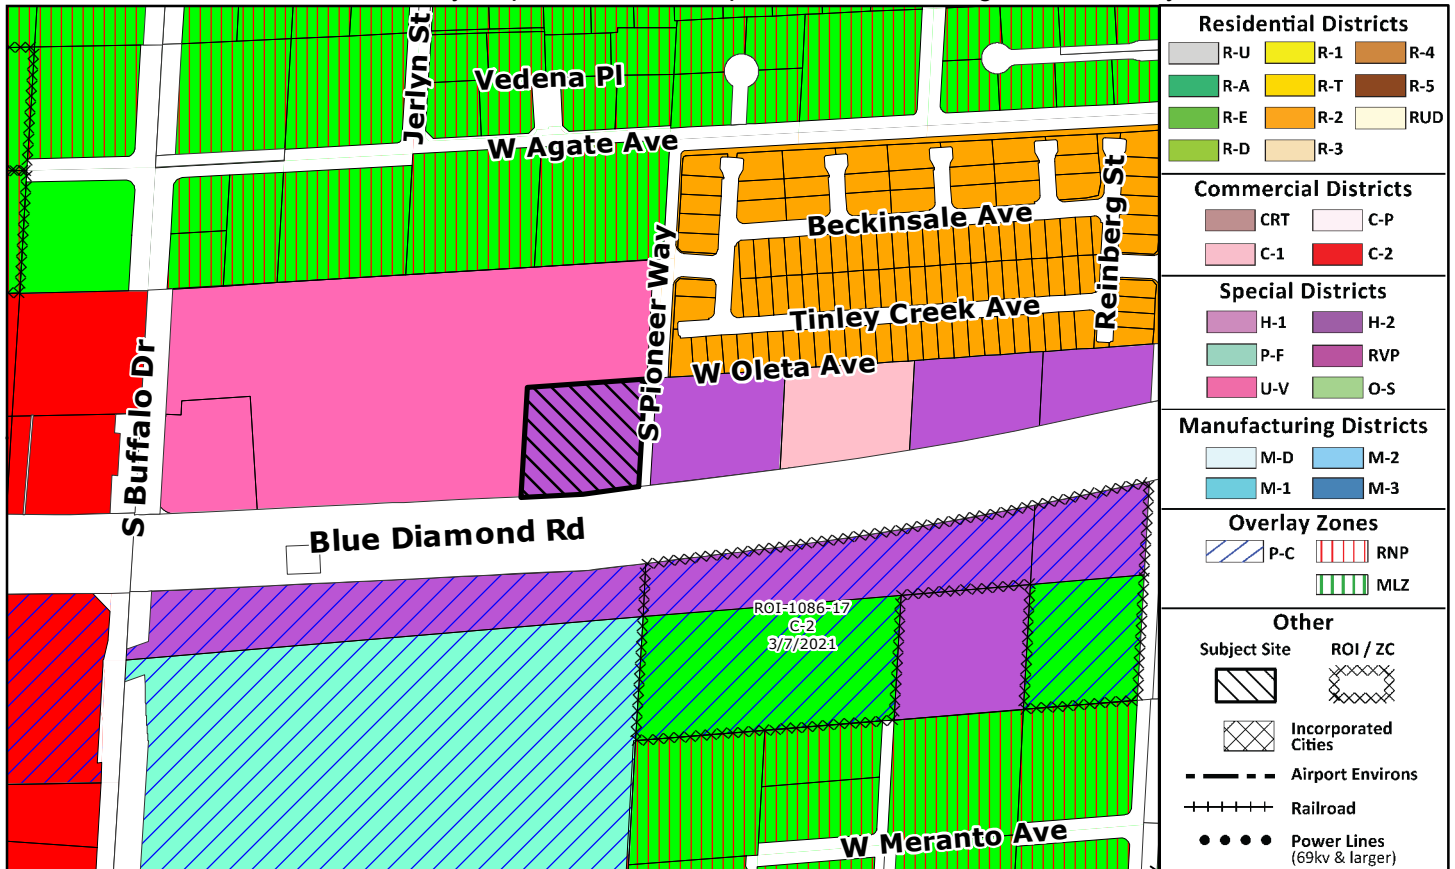 Jerlyn St
Vedena Pl
W Agate Ave
Beckinsale Ave
Reinberg St
S Pioneer Way
Tinley Creek Ave
W Oleta Ave
S Buffalo Dr
Blue Diamond Rd
ROI-1086-17
C-2
3/7/2021
W Meranto Ave
Residential Districts
R-U R-1 R-4
R-A R-T R-5
R-E R-2 RUD
R-D R-3
Commercial Districts
CRT C-P
C-1 C-2
Special Districts
H-1 H-2
P-F RVP
U-V O-S
Manufacturing Districts
M-D M-2
M-1 M-3
Overlay Zones
P-C RNP
MLZ
Other
Subject Site ROI / ZC
Incorporated
Cities
Airport Environs
Railroad
Power Lines
(69kv & larger)